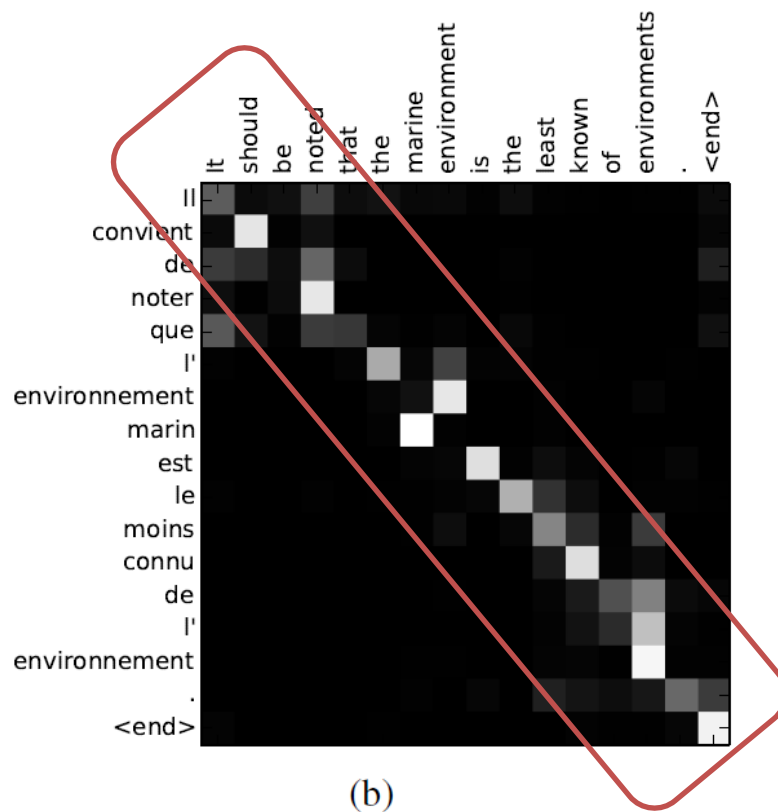 It
should
be
noted
that
the
marine
environment
is
the
least
known
of
environments
.
<end>
Il
convient
de
noter
que
l'
environnement
marin
est
le
moins
connu
de
l'
environnement
.
<end>
(b)